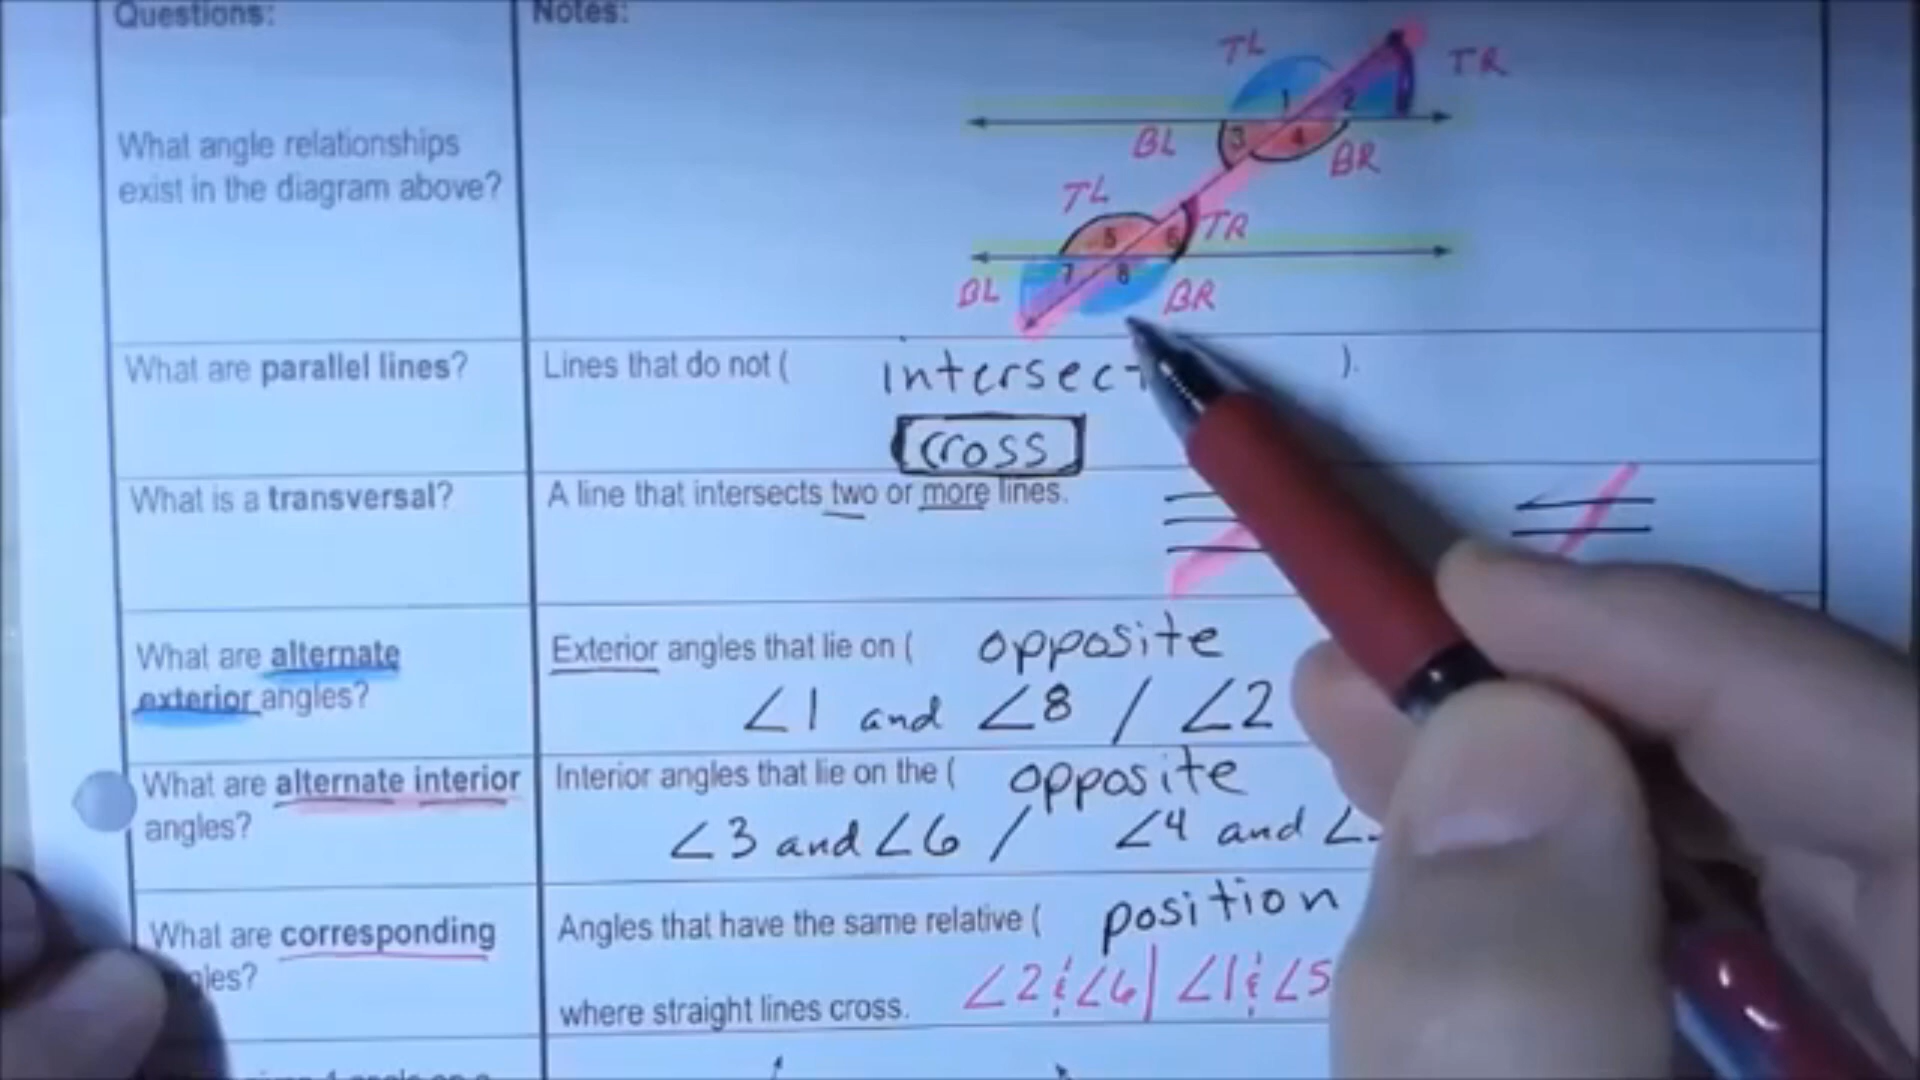 Questions:
Notes:
TL
TR
1
2
What angle relationships
exist in the diagram above?
BL
3
4
BR
TL
TR
5
6
7
8
BL
BR
What are parallel lines?
Lines that do not ( intersect ).
cross
What is a transversal?
A line that intersects two or more lines.
What are alternate
exterior angles?
Exterior angles that lie on ( opposite
∠1 and ∠8 / ∠2
What are alternate interior
angles?
Interior angles that lie on the ( opposite
∠3 and ∠6 / ∠4 and ∠
What are corresponding
Angles that have the same relative ( position
where straight lines cross.
∠2 & ∠6 | ∠1 & ∠5